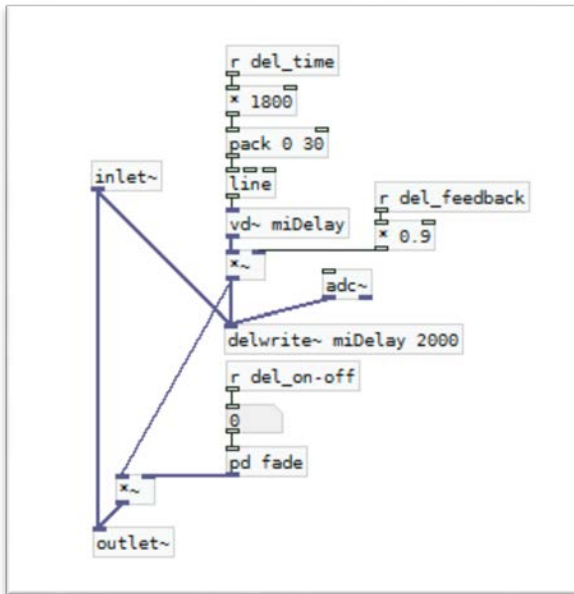 r del_time
* 1800
pack 0 30
inlet~
line
r del_feedback
vd~ miDelay
* 0.9
*~
adc~
delwrite~ miDelay 2000
r del_on-off
0
pd fade
*~
outlet~